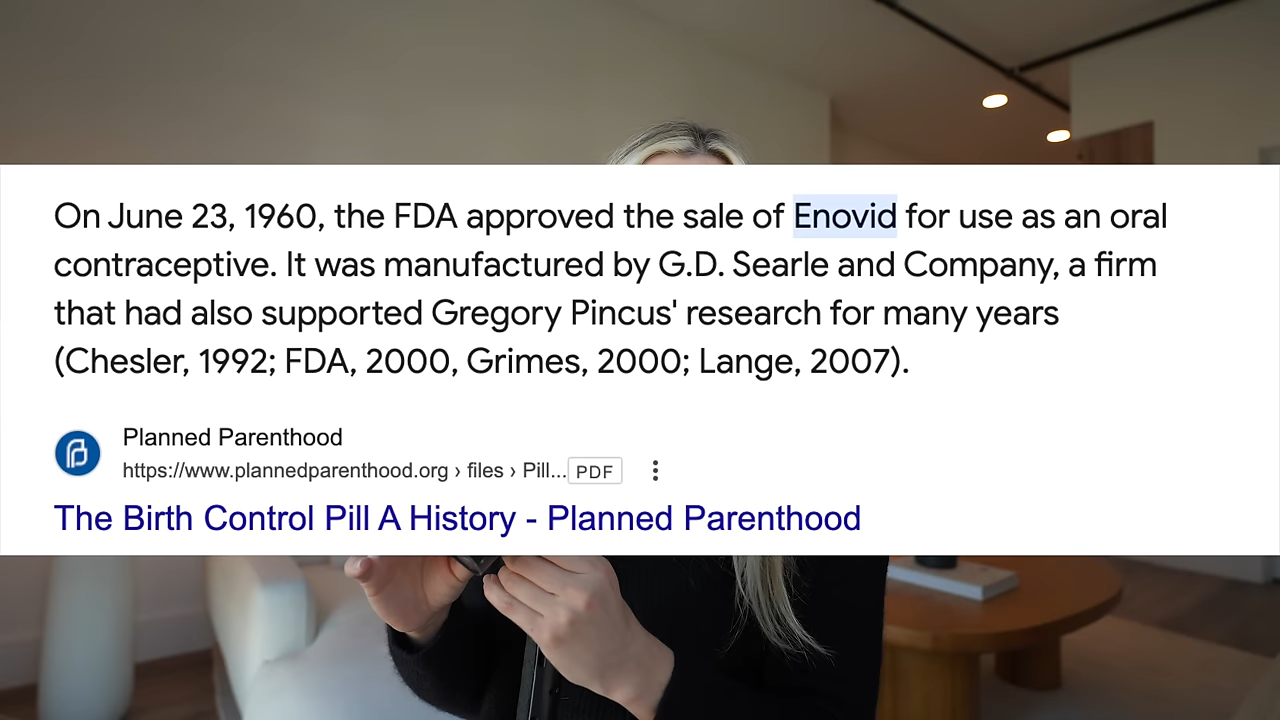 On June 23, 1960, the FDA approved the sale of Enovid for use as an oral
contraceptive. It was manufactured by G.D. Searle and Company, a firm
that had also supported Gregory Pincus' research for many years
(Chesler, 1992; FDA, 2000, Grimes, 2000; Lange, 2007).
Planned Parenthood
https://www.plannedparenthood.org › files › Pill... PDF
The Birth Control Pill A History - Planned Parenthood